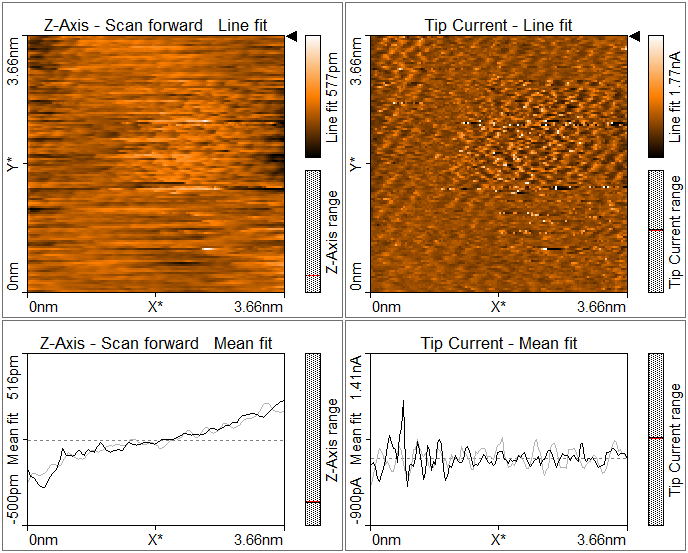 Z-Axis - Scan forward Line fit
3.66nm
Y*
0nm
0nm X* 3.66nm
Line fit 577pm
Z-Axis range
Tip Current - Line fit
3.66nm
Y*
0nm
0nm X* 3.66nm
Line fit 1.77nA
Tip Current range
Z-Axis - Scan forward Mean fit
-500pm Mean fit 516pm
0nm X* 3.66nm
Z-Axis range
Tip Current - Mean fit
-900pA Mean fit 1.41nA
0nm X* 3.66nm
Tip Current range